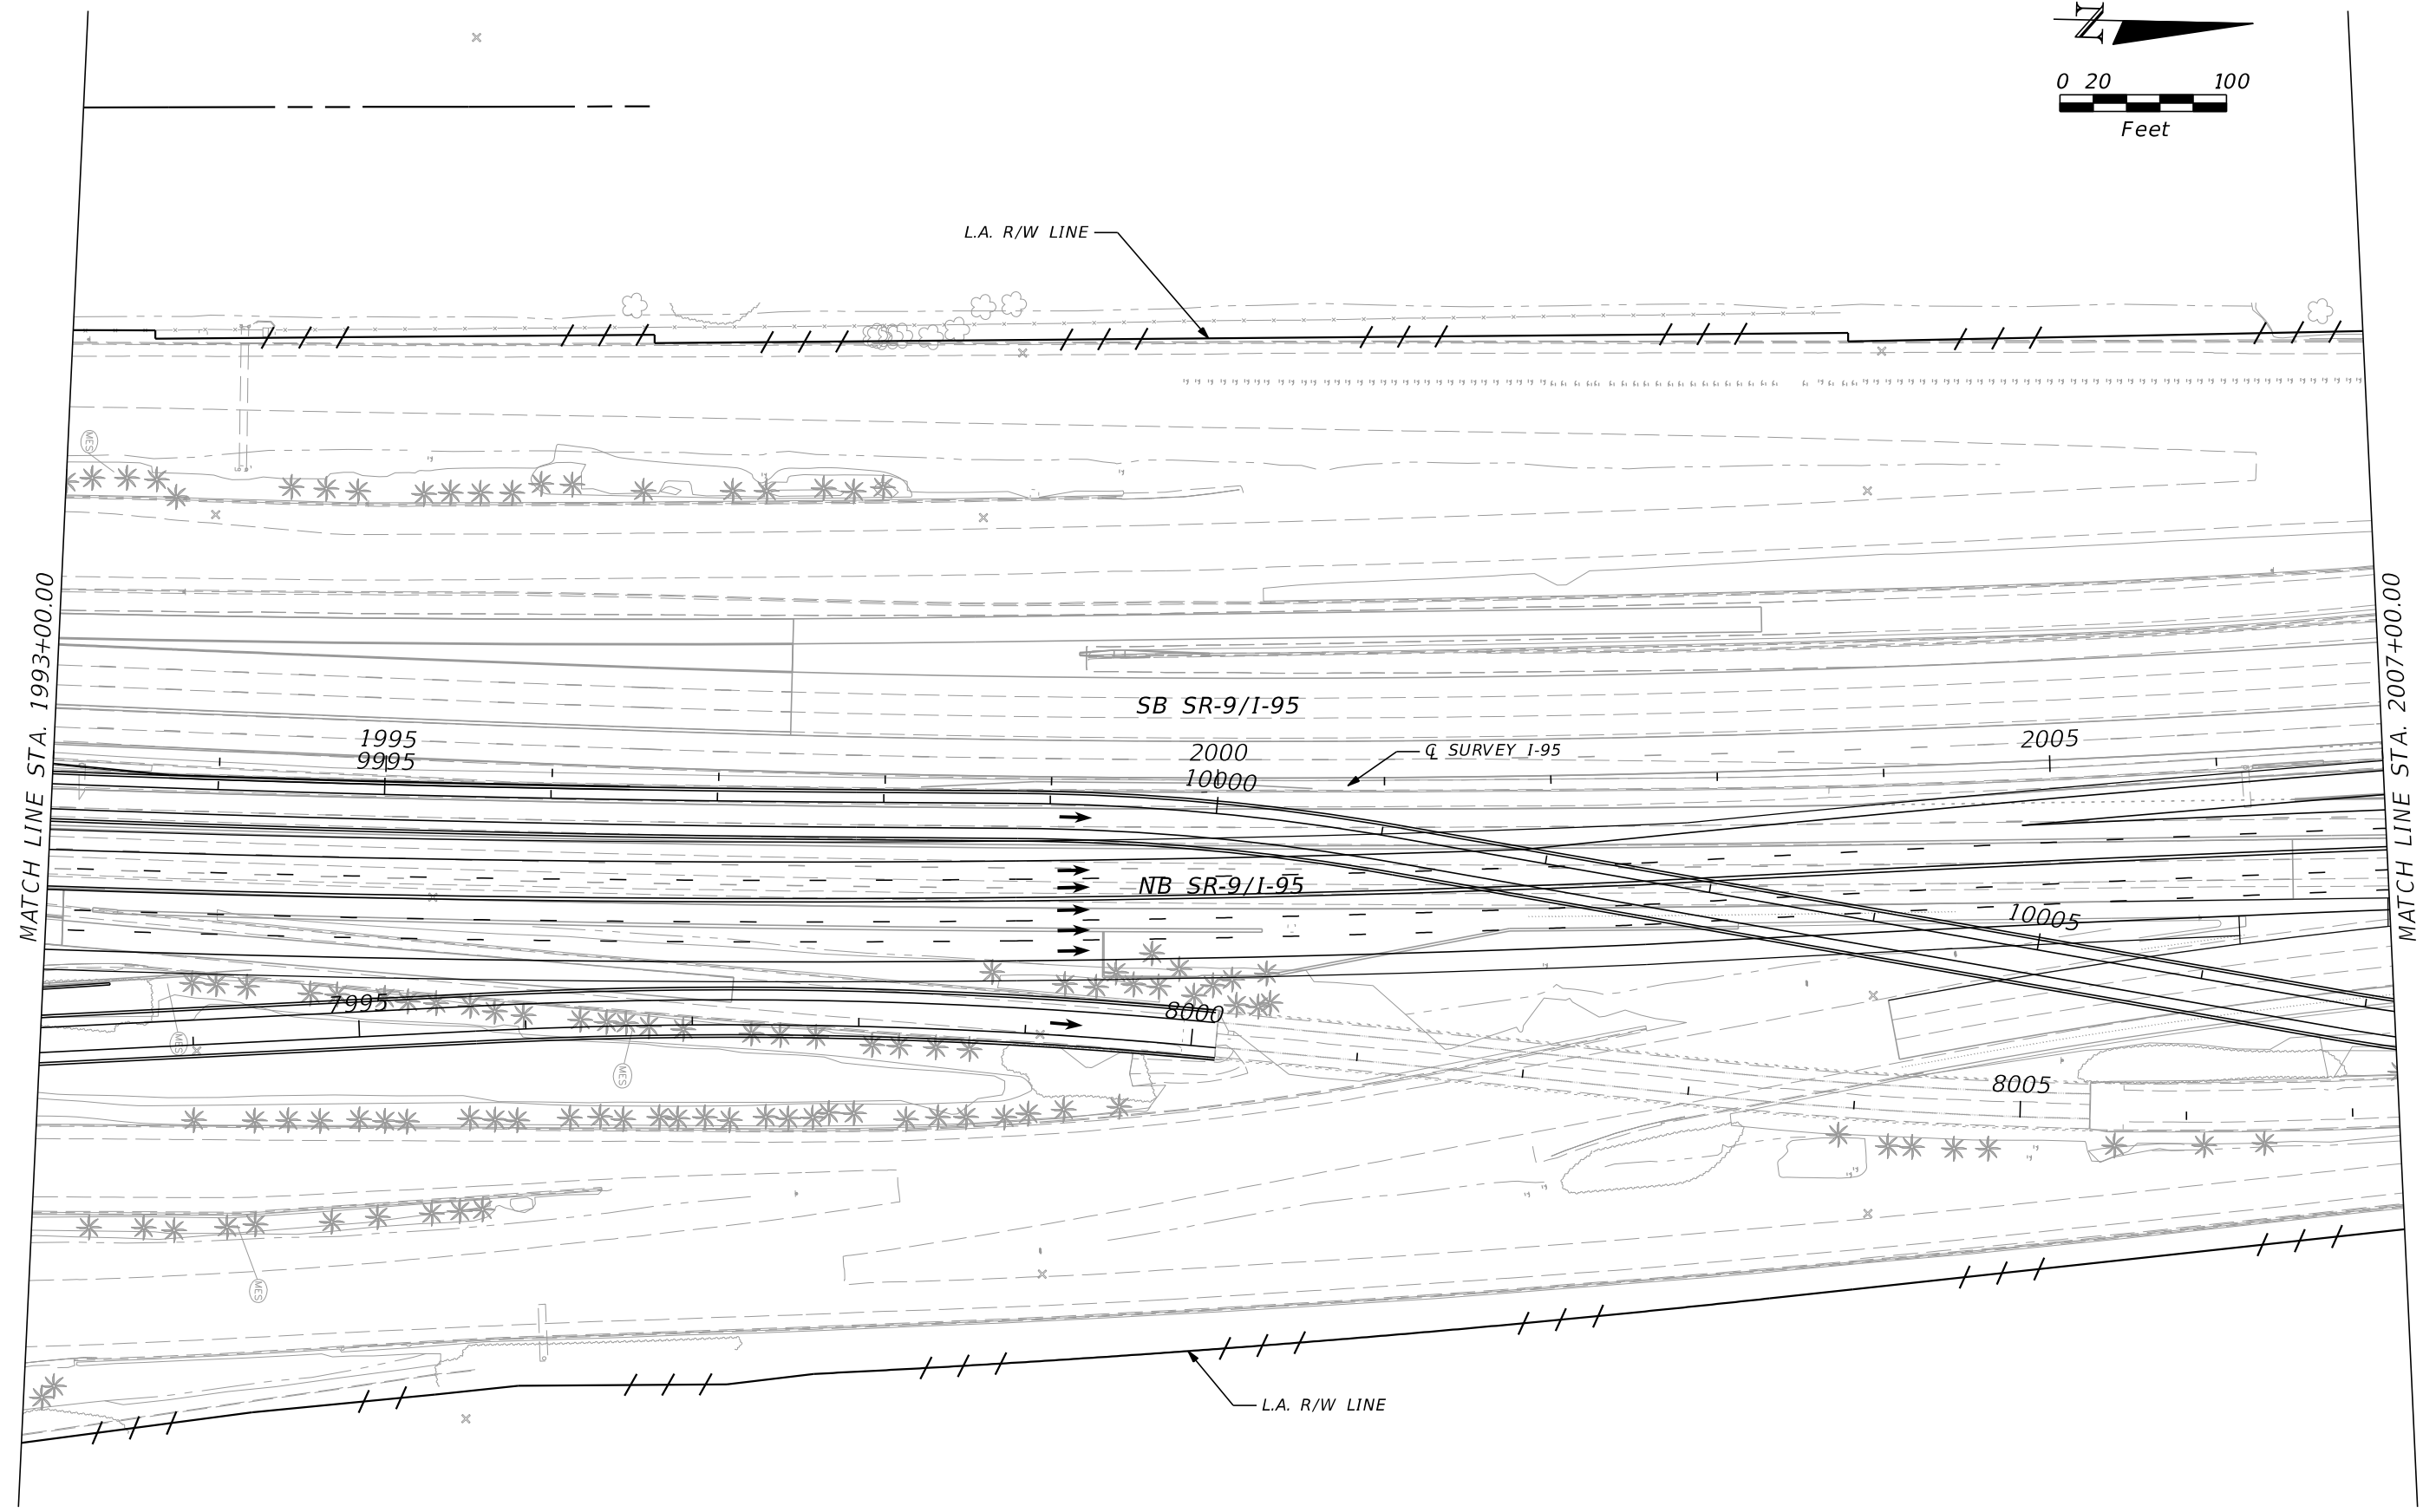 N
0 20 100
Feet
L.A. R/W LINE
MES
MATCH LINE STA. 1993+00.00
MATCH LINE STA. 2007+00.00
SB SR-9/I-95
1995
9995
2000
10000
℄ SURVEY I-95
2005
NB SR-9/I-95
10005
7995
8000
MES
MES
8005
MES
L.A. R/W LINE